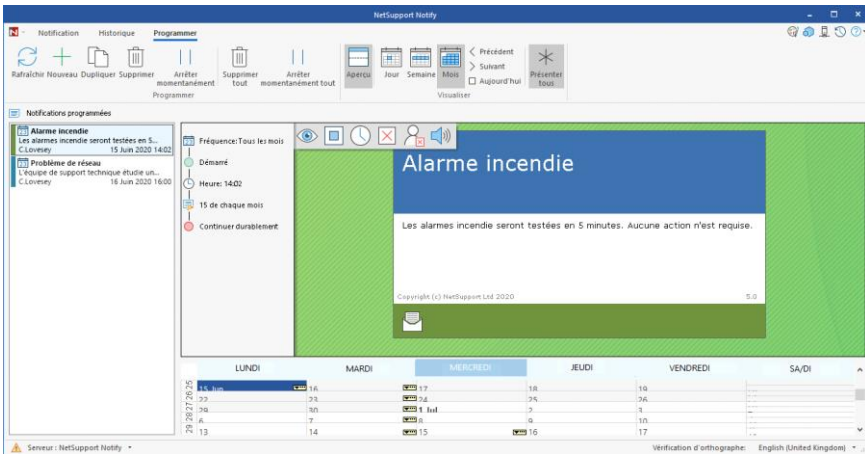 NetSupport Notify
Notification Historique Programmer
Précédent
Suivant
Aujourd'hui
Rafraîchir Nouveau Dupliquer Supprimer Arrêter momentanément Supprimer tout Arrêter momentanément tout Aperçu Jour Semaine Mois Présenter tous
Programmer Visualiser
Notifications programmées
Alarme incendie
Les alarmes incendie seront testées en 5...
C.Lovesey 15 Juin 2020 14:02
Problème de réseau
L'équipe de support technique étudie un...
C.Lovesey 16 Juin 2020 16:00
Fréquence: Tous les mois
Démarré
Heure: 14:02
15 de chaque mois
Continuer durablement
Alarme incendie
Les alarmes incendie seront testées en 5 minutes. Aucune action n'est requise.
Copyright (c) NetSupport Ltd 2020 5.0
LUNDI MARDI MERCREDI JEUDI VENDREDI SA/DI
25 15 Jun 16 17 18 19
26 22 23 24 25 26
27 29 30 1 Jul 2 3
28 6 7 8 9 10
29 13 14 15 16 17
Serveur : NetSupport Notify Vérification d'orthographe: English (United Kingdom)